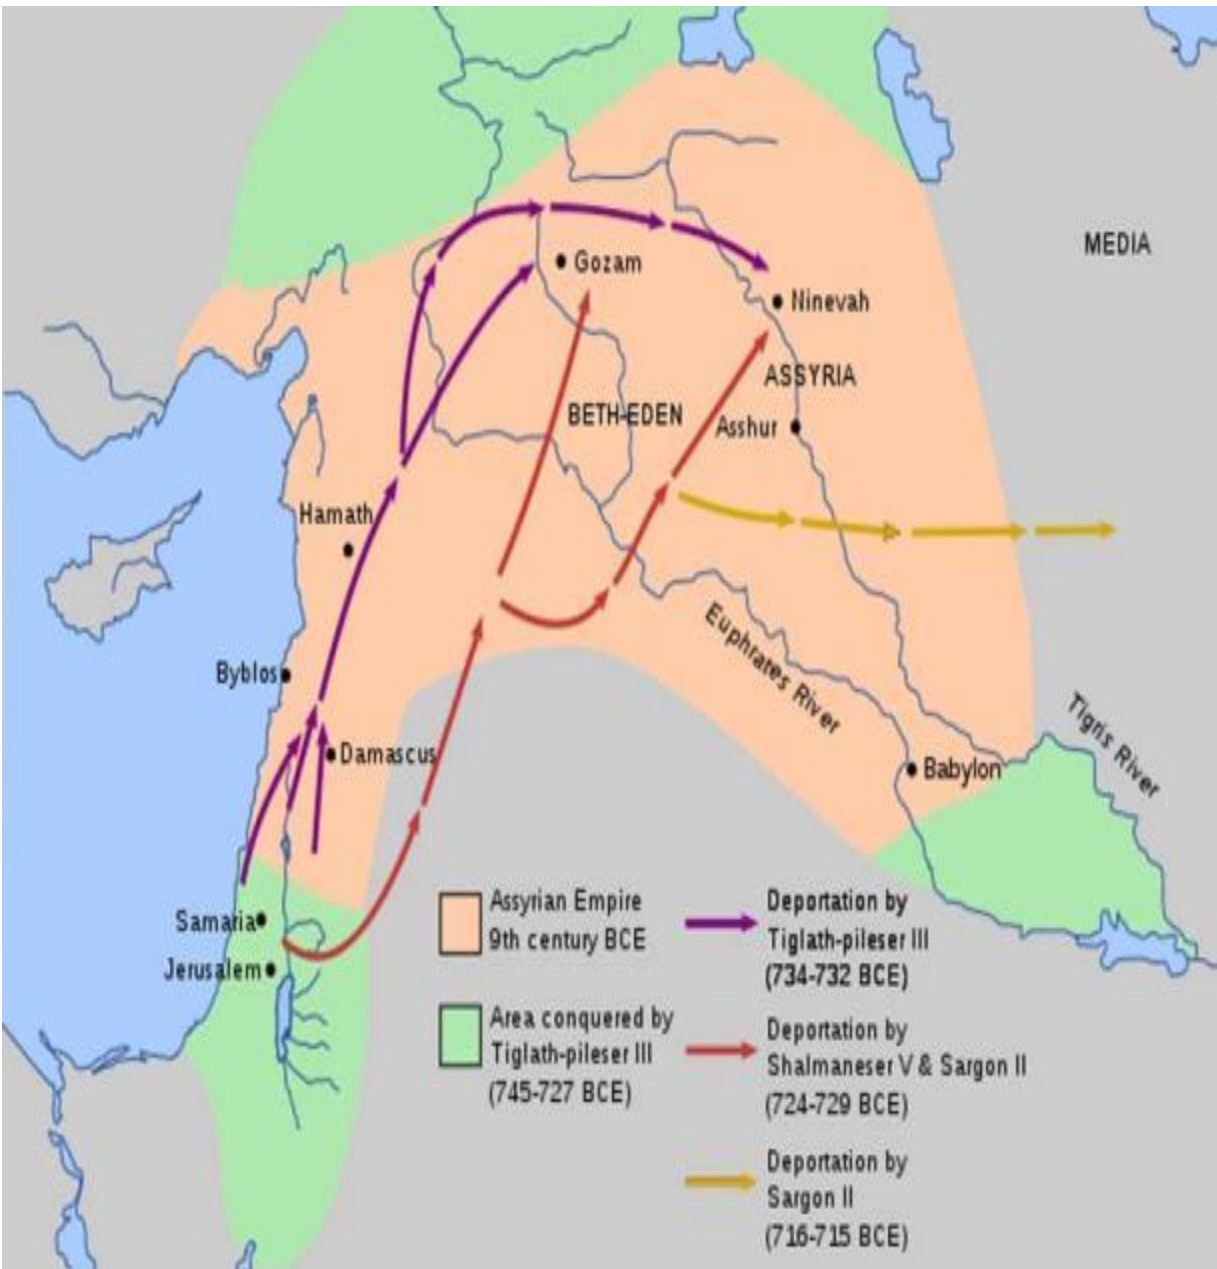 MEDIA
Gozam
Ninevah
ASSYRIA
BETH-EDEN
Asshur
Hamath
Euphrates River
Byblos
Tigris River
Damascus
Babylon
Samaria
Jerusalem
Assyrian Empire
9th century BCE
Area conquered by
Tiglath-pileser III
(745-727 BCE)
Deportation by
Tiglath-pileser III
(734-732 BCE)
Deportation by
Shalmaneser V & Sargon II
(724-729 BCE)
Deportation by
Sargon II
(716-715 BCE)